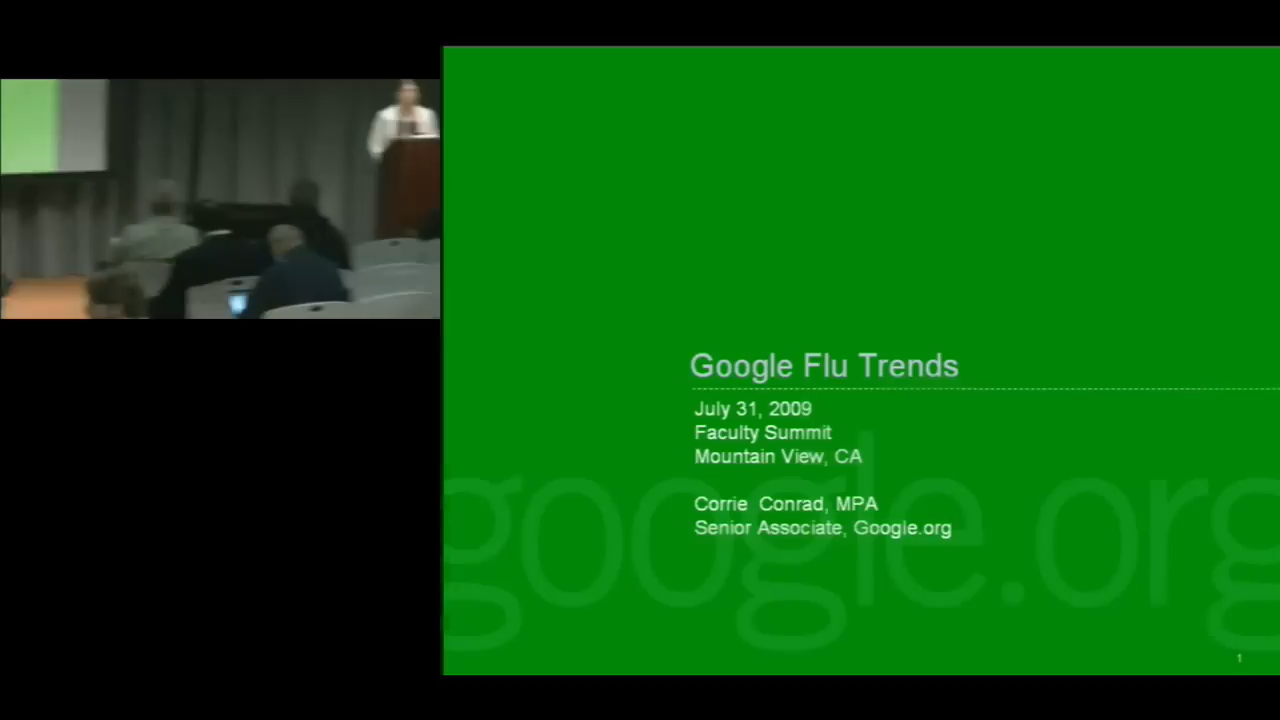 Google Flu Trends
July 31, 2009
Faculty Summit
Mountain View, CA
Corrie Conrad, MPA
Senior Associate, Google.org
google.org
1